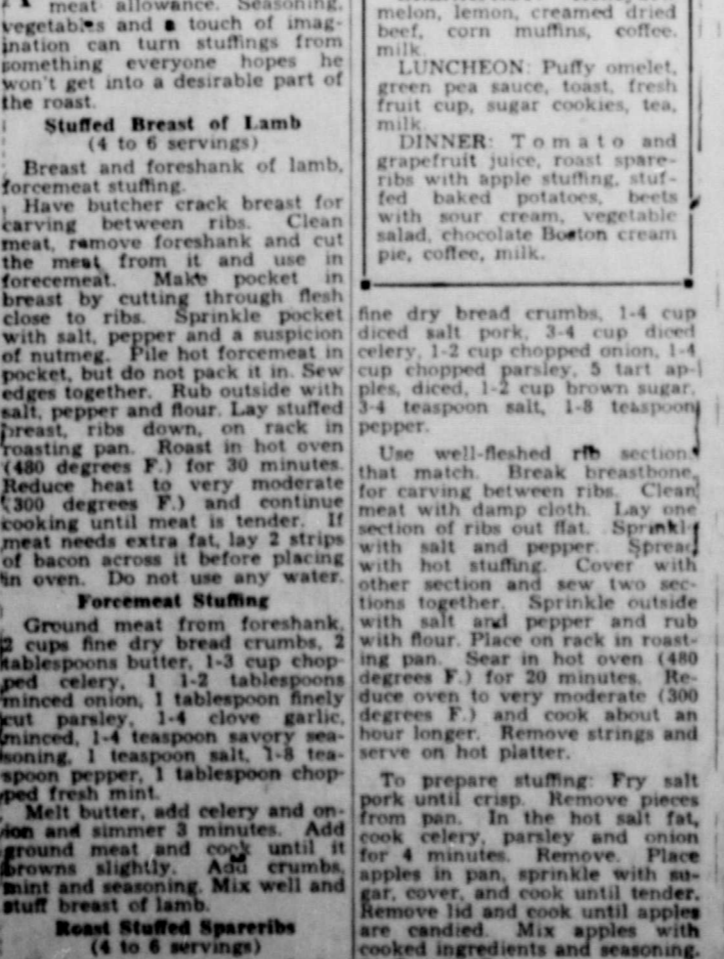 meat allowance. Seasoning,
vegetables and a touch of imag-
ination can turn stuffings from
something everyone hopes he
won't get into a desirable part of
the roast.
Stuffed Breast of Lamb
(4 to 6 servings)
Breast and foreshank of lamb,
forcemeat stuffing.
Have butcher crack breast for
carving between ribs. Clean
meat, remove foreshank and cut
the meat from it and use in
forecemeat. Make pocket in
breast by cutting through flesh
close to ribs. Sprinkle pocket
with salt, pepper and a suspicion
of nutmeg. Pile hot forcemeat in
pocket, but do not pack it in. Sew
edges together. Rub outside with
salt, pepper and flour. Lay stuffed
breast, ribs down, on rack in
roasting pan. Roast in hot oven
(480 degrees F.) for 30 minutes.
Reduce heat to very moderate
(300 degrees F.) and continue
cooking until meat is tender. If
meat needs extra fat, lay 2 strips
of bacon across it before placing
in oven. Do not use any water.
Forcemeat Stuffing
Ground meat from foreshank,
2 cups fine dry bread crumbs, 2
tablespoons butter, 1-3 cup chop-
ped celery, 1 1-2 tablespoons
minced onion, 1 tablespoon finely
cut parsley, 1-4 clove garlic,
minced, 1-4 teaspoon savory sea-
soning, 1 teaspoon salt, 1-8 tea-
spoon pepper, 1 tablespoon chop-
ped fresh mint.
Melt butter, add celery and on-
ion and simmer 3 minutes. Add
ground meat and cook until it
browns slightly. Add crumbs,
mint and seasoning. Mix well and
stuff breast of lamb.
Roast Stuffed Spareribs
(4 to 6 servings)
melon, lemon, creamed dried
beef, corn muffins, coffee,
milk.
LUNCHEON: Puffy omelet,
green pea sauce, toast, fresh
fruit cup, sugar cookies, tea,
milk.
DINNER: Tomato and
grapefruit juice, roast spare-
ribs with apple stuffing, stuf-
fed baked potatoes, beets
with sour cream, vegetable
salad, chocolate Boston cream
pie, coffee, milk.
fine dry bread crumbs, 1-4 cup
diced salt pork, 3-4 cup diced
celery, 1-2 cup chopped onion, 1-4
cup chopped parsley, 5 tart ap-
ples, diced, 1-2 cup brown sugar,
3-4 teaspoon salt, 1-8 teaspoon
pepper.
Use well-fleshed rib sections
that match. Break breastbone,
for carving between ribs. Clean
meat with damp cloth. Lay one
section of ribs out flat. Sprinkl
with salt and pepper. Spread
with hot stuffing. Cover with
other section and sew two sec-
tions together. Sprinkle outside
with salt and pepper and rub
with flour. Place on rack in roast-
ing pan. Sear in hot oven (480
degrees F.) for 20 minutes. Re-
duce oven to very moderate (300
degrees F.) and cook about an
hour longer. Remove strings and
serve on hot platter.
To prepare stuffing: Fry salt
pork until crisp. Remove pieces
from pan. In the hot salt fat,
cook celery, parsley and onion
for 4 minutes. Remove. Place
apples in pan, sprinkle with su-
gar, cover, and cook until tender.
Remove lid and cook until apples
are candied. Mix apples with
cooked ingredients and seasoning.